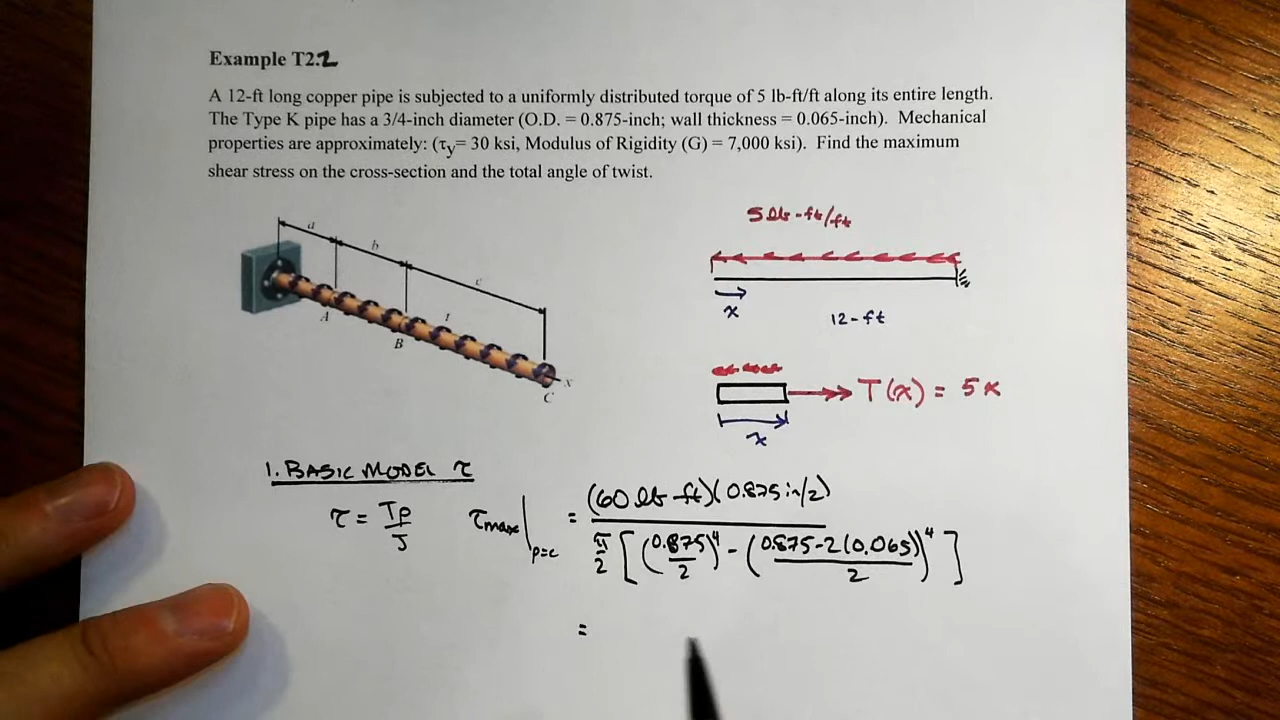 Example T2.2
A 12-ft long copper pipe is subjected to a uniformly distributed torque of 5 lb-ft/ft along its entire length.
The Type K pipe has a 3/4-inch diameter (O.D. = 0.875-inch; wall thickness = 0.065-inch). Mechanical
properties are approximately: (τy= 30 ksi, Modulus of Rigidity (G) = 7,000 ksi). Find the maximum
shear stress on the cross-section and the total angle of twist.
a
b
c
A
B
t
x
C
5 lb-ft/ft
x
12-ft
T(x) = 5x
x
1. BASIC MODEL τ
τ = Tρ/J τmax|ρ=c = (60 lb-ft)(0.875in/2) / π/2 [(0.875/2)^4 - (0.875-2(0.065)/2)^4]
=